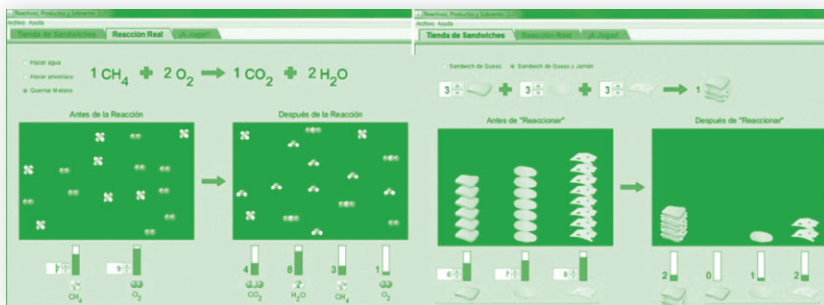 Reactivos, Productos y Sobrantes (1.05)
Archivo Ayuda
Tienda de Sandwiches Reacción Real ¡A Jugar!
Hacer agua
Hacer amoníaco
Quemar Metano
1 CH4 + 2 O2 → 1 CO2 + 2 H2O
Antes de la Reacción Después de la Reacción
7 9 4 8 3 1
CH4 O2 CO2 H2O CH4 O2
Archivo Ayuda
Tienda de Sandwiches Reacción Real ¡A Jugar!
Sandwich de Queso Sandwich de Queso y Jamón
3 + 3 + 3 → 1
Antes de "Reaccionar" Después de "Reaccionar"
6 7 8 2 0 1 2